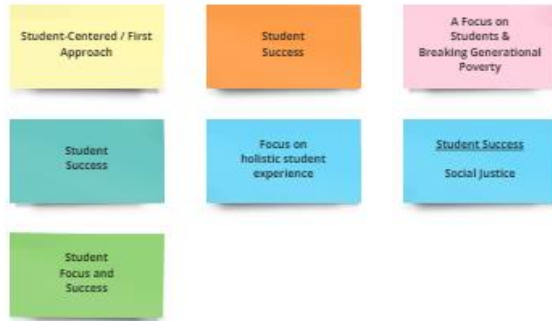 Student-Centered / First
Approach
Student
Success
A Focus on
Students &
Breaking Generational
Poverty
Student
Success
Focus on
holistic student
experience
Student Success
Social Justice
Student
Focus and
Success